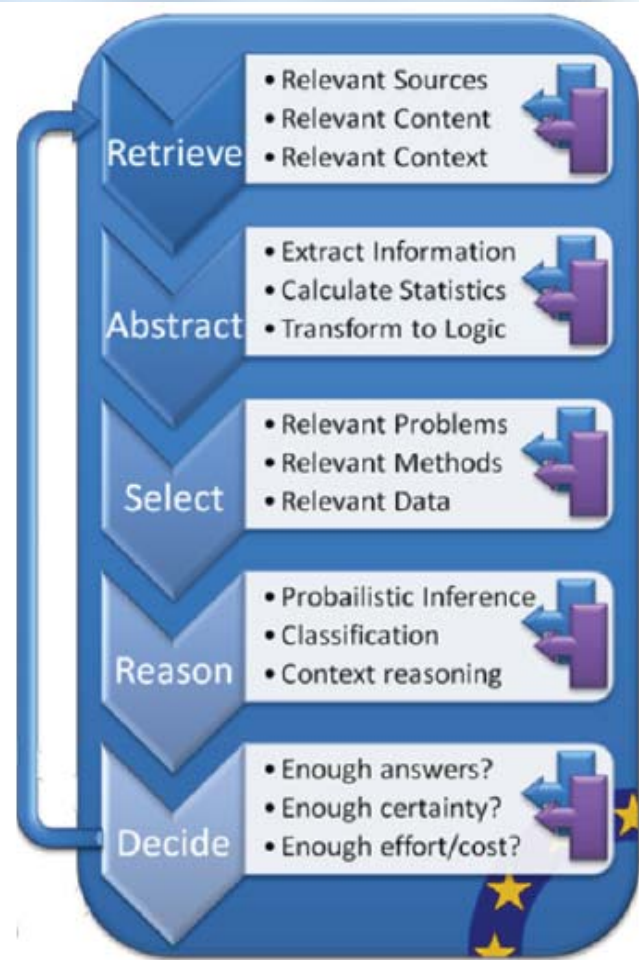 Retrieve
• Relevant Sources
• Relevant Content
• Relevant Context
Abstract
• Extract Information
• Calculate Statistics
• Transform to Logic
Select
• Relevant Problems
• Relevant Methods
• Relevant Data
Reason
• Probailistic Inference
• Classification
• Context reasoning
Decide
• Enough answers?
• Enough certainty?
• Enough effort/cost?